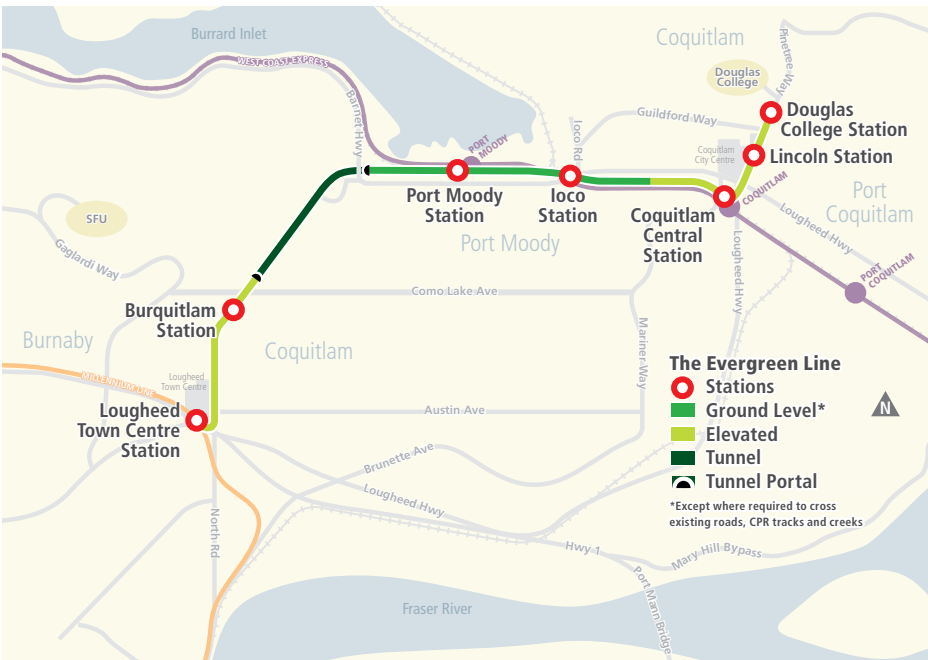 Burrard Inlet
Coquitlam
Pinetree Way
WEST COAST EXPRESS
Douglas
College
Barnet Hwy
Ioco Rd
Guildford Way
Douglas
College Station
PORT
MOODY
Coquitlam
City Centre
Lincoln Station
Port Moody
Station
Ioco
Station
Coquitlam
Central
Station
COQUITLAM
Port
Coquitlam
Lougheed Hwy
SFU
Gaglardi Way
Port Moody
Lougheed Hwy
PORT
COQUITLAM
Como Lake Ave
Burquitlam
Station
Mariner Way
Burnaby
Coquitlam
MILLENNIUM LINE
Lougheed
Town Centre
Lougheed
Town Centre
Station
Austin Ave
The Evergreen Line
Stations
Ground Level*
Elevated
Tunnel
Tunnel Portal
*Except where required to cross
existing roads, CPR tracks and creeks
N
Brunette Ave
Lougheed Hwy
North Rd
Hwy 1
Mary Hill Bypass
Port Mann Bridge
Fraser River